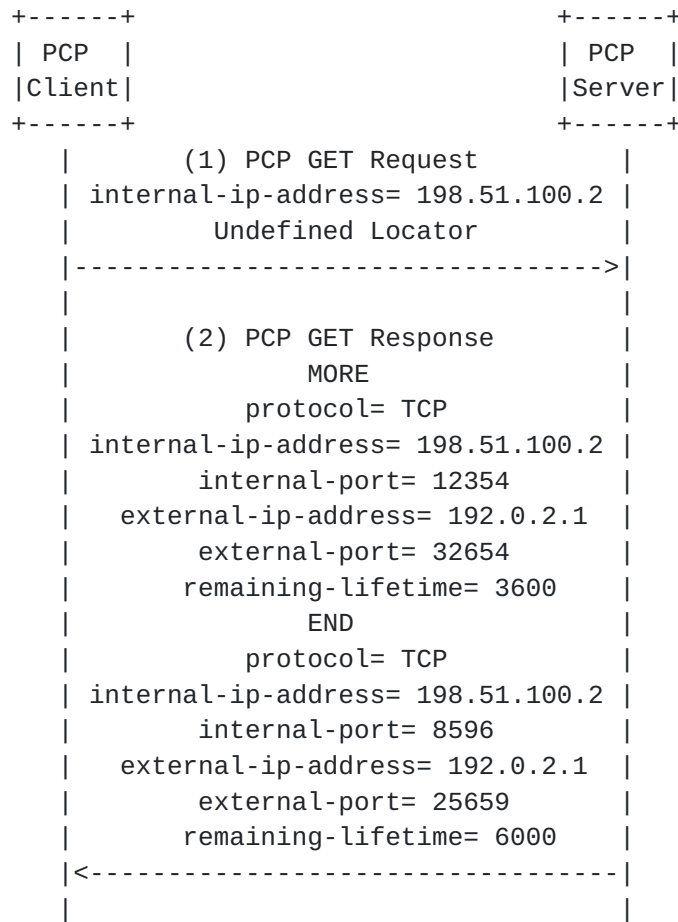 +------+                           +------+
| PCP  |                           | PCP  |
|Client|                           |Server|
+------+                           +------+
   |       (1) PCP GET Request         |
   | internal-ip-address= 198.51.100.2 |
   |         Undefined Locator         |
   |---------------------------------->|
   |                                   |
   |       (2) PCP GET Response        |
   |               MORE                |
   |           protocol= TCP           |
   | internal-ip-address= 198.51.100.2 |
   |        internal-port= 12354       |
   |   external-ip-address= 192.0.2.1  |
   |        external-port= 32654       |
   |       remaining-lifetime= 3600    |
   |               END                 |
   |           protocol= TCP           |
   | internal-ip-address= 198.51.100.2 |
   |        internal-port= 8596        |
   |   external-ip-address= 192.0.2.1  |
   |        external-port= 25659       |
   |       remaining-lifetime= 6000    |
   |<----------------------------------|
   |                                   |